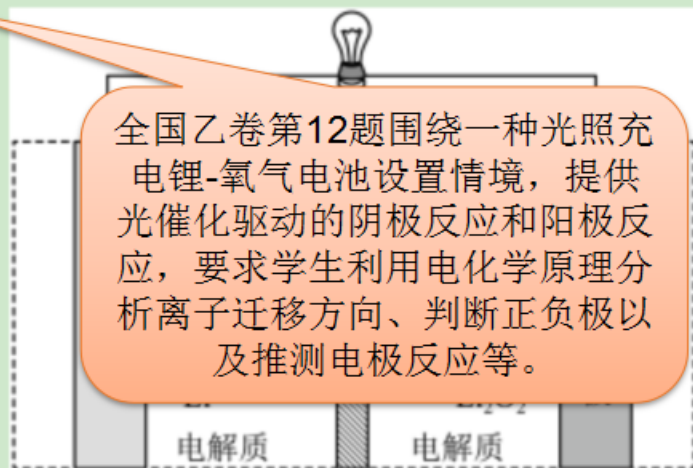 全国乙卷第12题围绕一种光照充
电锂-氧气电池设置情境，提供
光催化驱动的阴极反应和阳极反
应，要求学生利用电化学原理分
析离子迁移方向、判断正负极以
及推测电极反应等。
电解质 电解质